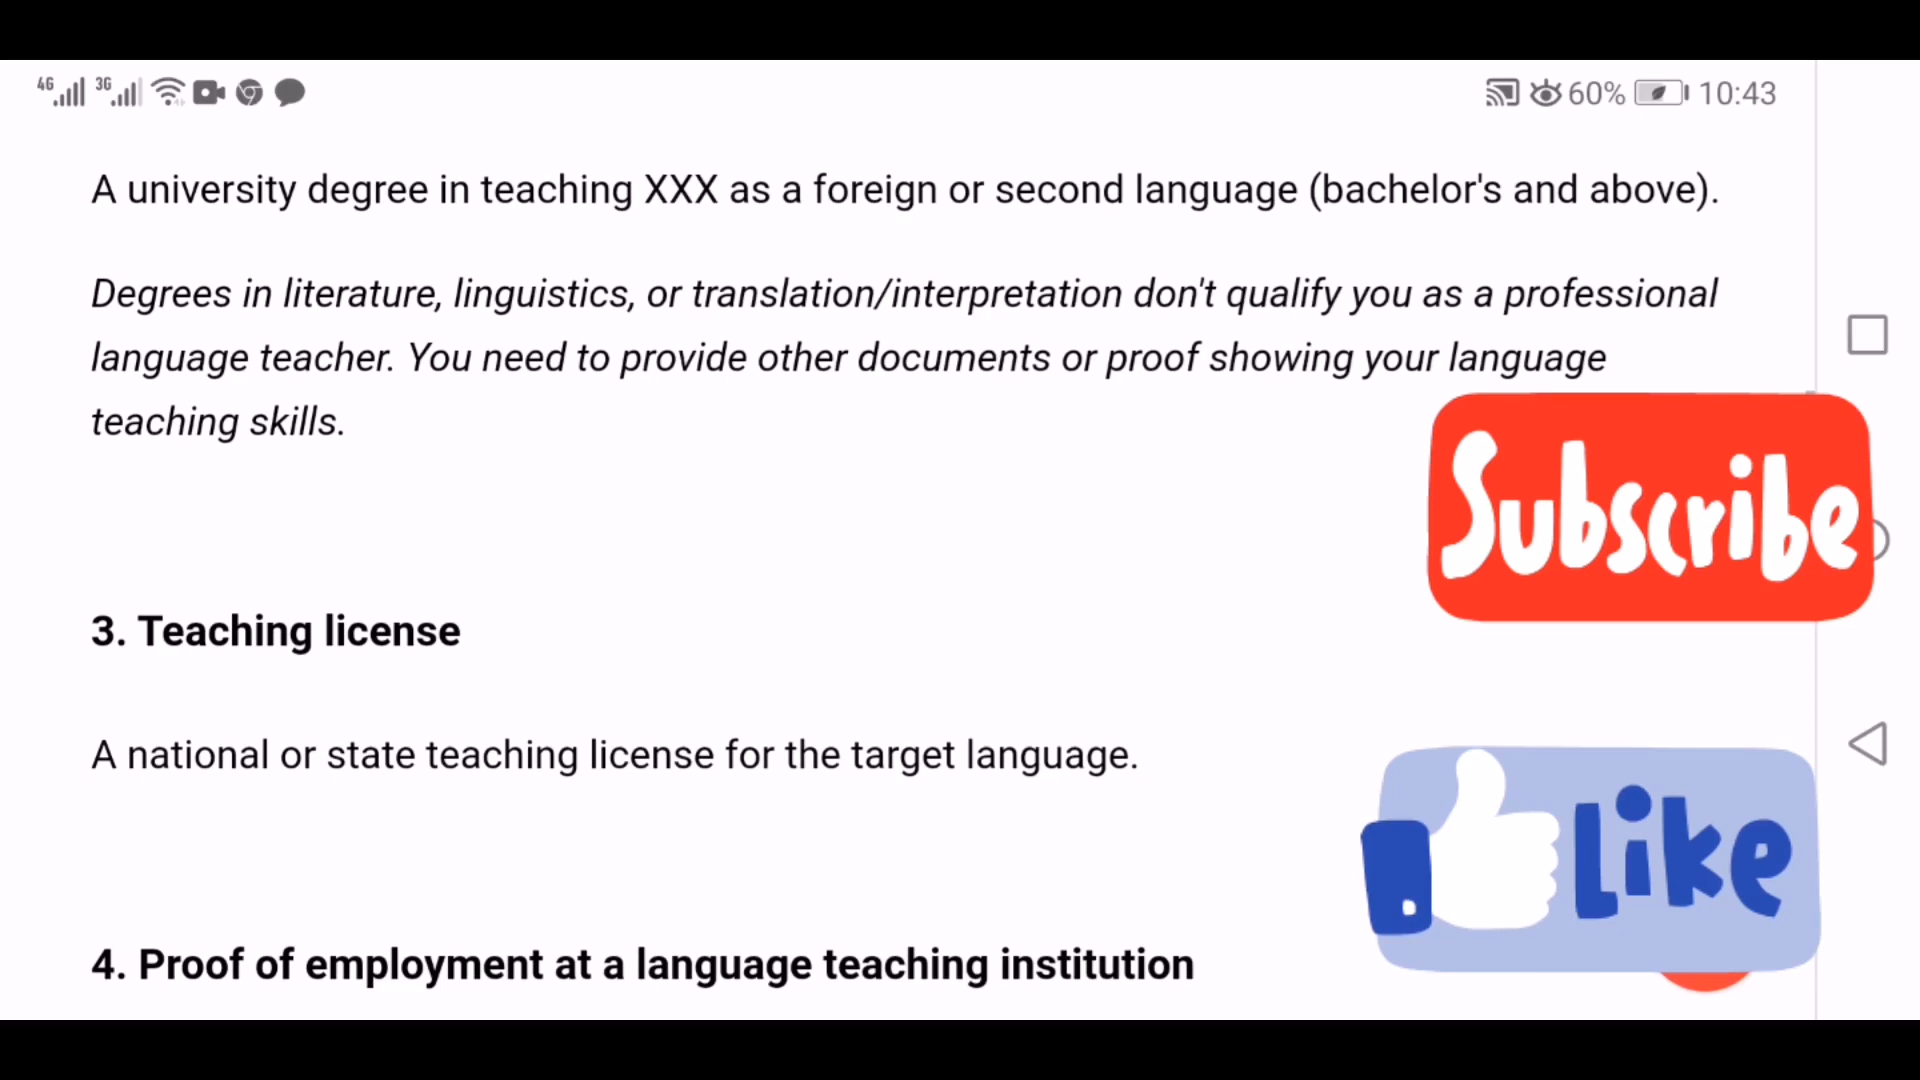 4G 3G 60% 10:43
A university degree in teaching XXX as a foreign or second language (bachelor's and above).
Degrees in literature, linguistics, or translation/interpretation don't qualify you as a professional
language teacher. You need to provide other documents or proof showing your language
teaching skills.
Subscribe
3. Teaching license
A national or state teaching license for the target language.
Like
4. Proof of employment at a language teaching institution